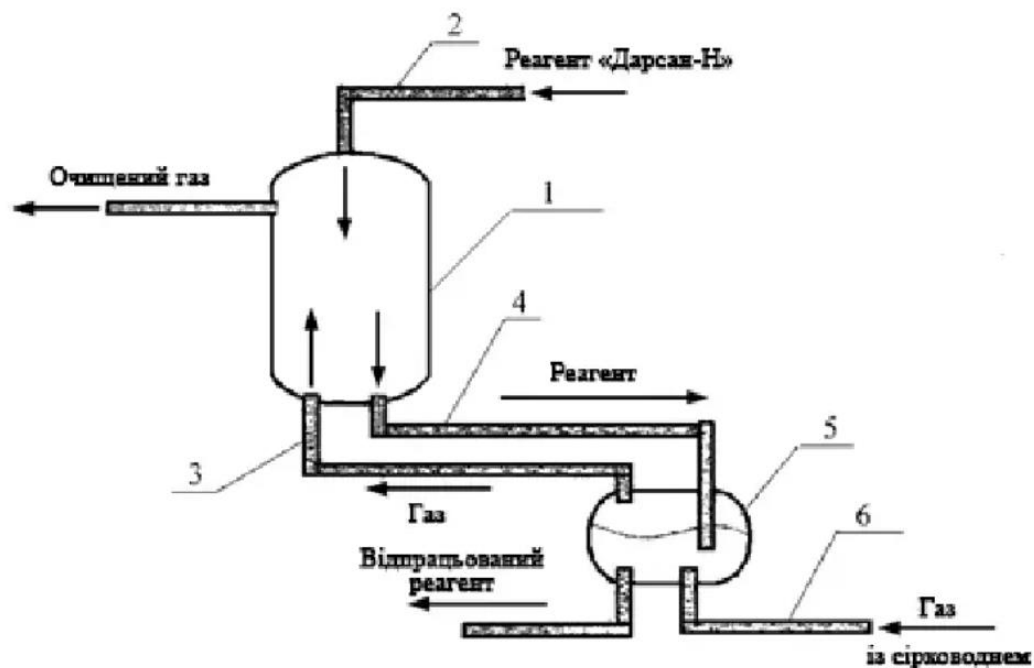 2
Реагент «Дарсан-Н»
Очищений газ
1
4
Реагент
5
3
Газ
6
Відпрацьований
реагент
Газ
із сірководнем